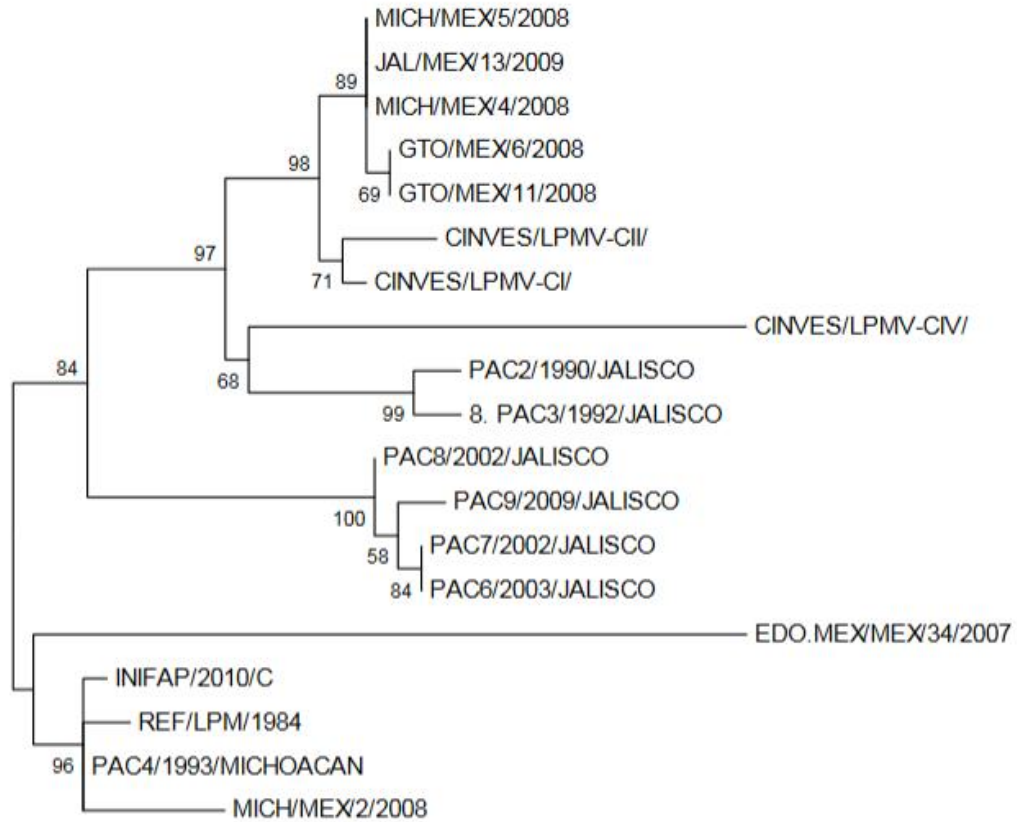 MICH/MEX/5/2008
JAL/MEX/13/2009
89
MICH/MEX/4/2008
GTO/MEX/6/2008
98
69
GTO/MEX/11/2008
CINVES/LPMV-CII/
97
71
CINVES/LPMV-CI/
CINVES/LPMV-CIV/
84
PAC2/1990/JALISCO
68
99
8. PAC3/1992/JALISCO
PAC8/2002/JALISCO
PAC9/2009/JALISCO
100
PAC7/2002/JALISCO
58
84
PAC6/2003/JALISCO
EDO.MEX/MEX/34/2007
INIFAP/2010/C
REF/LPM/1984
96
PAC4/1993/MICHOACAN
MICH/MEX/2/2008